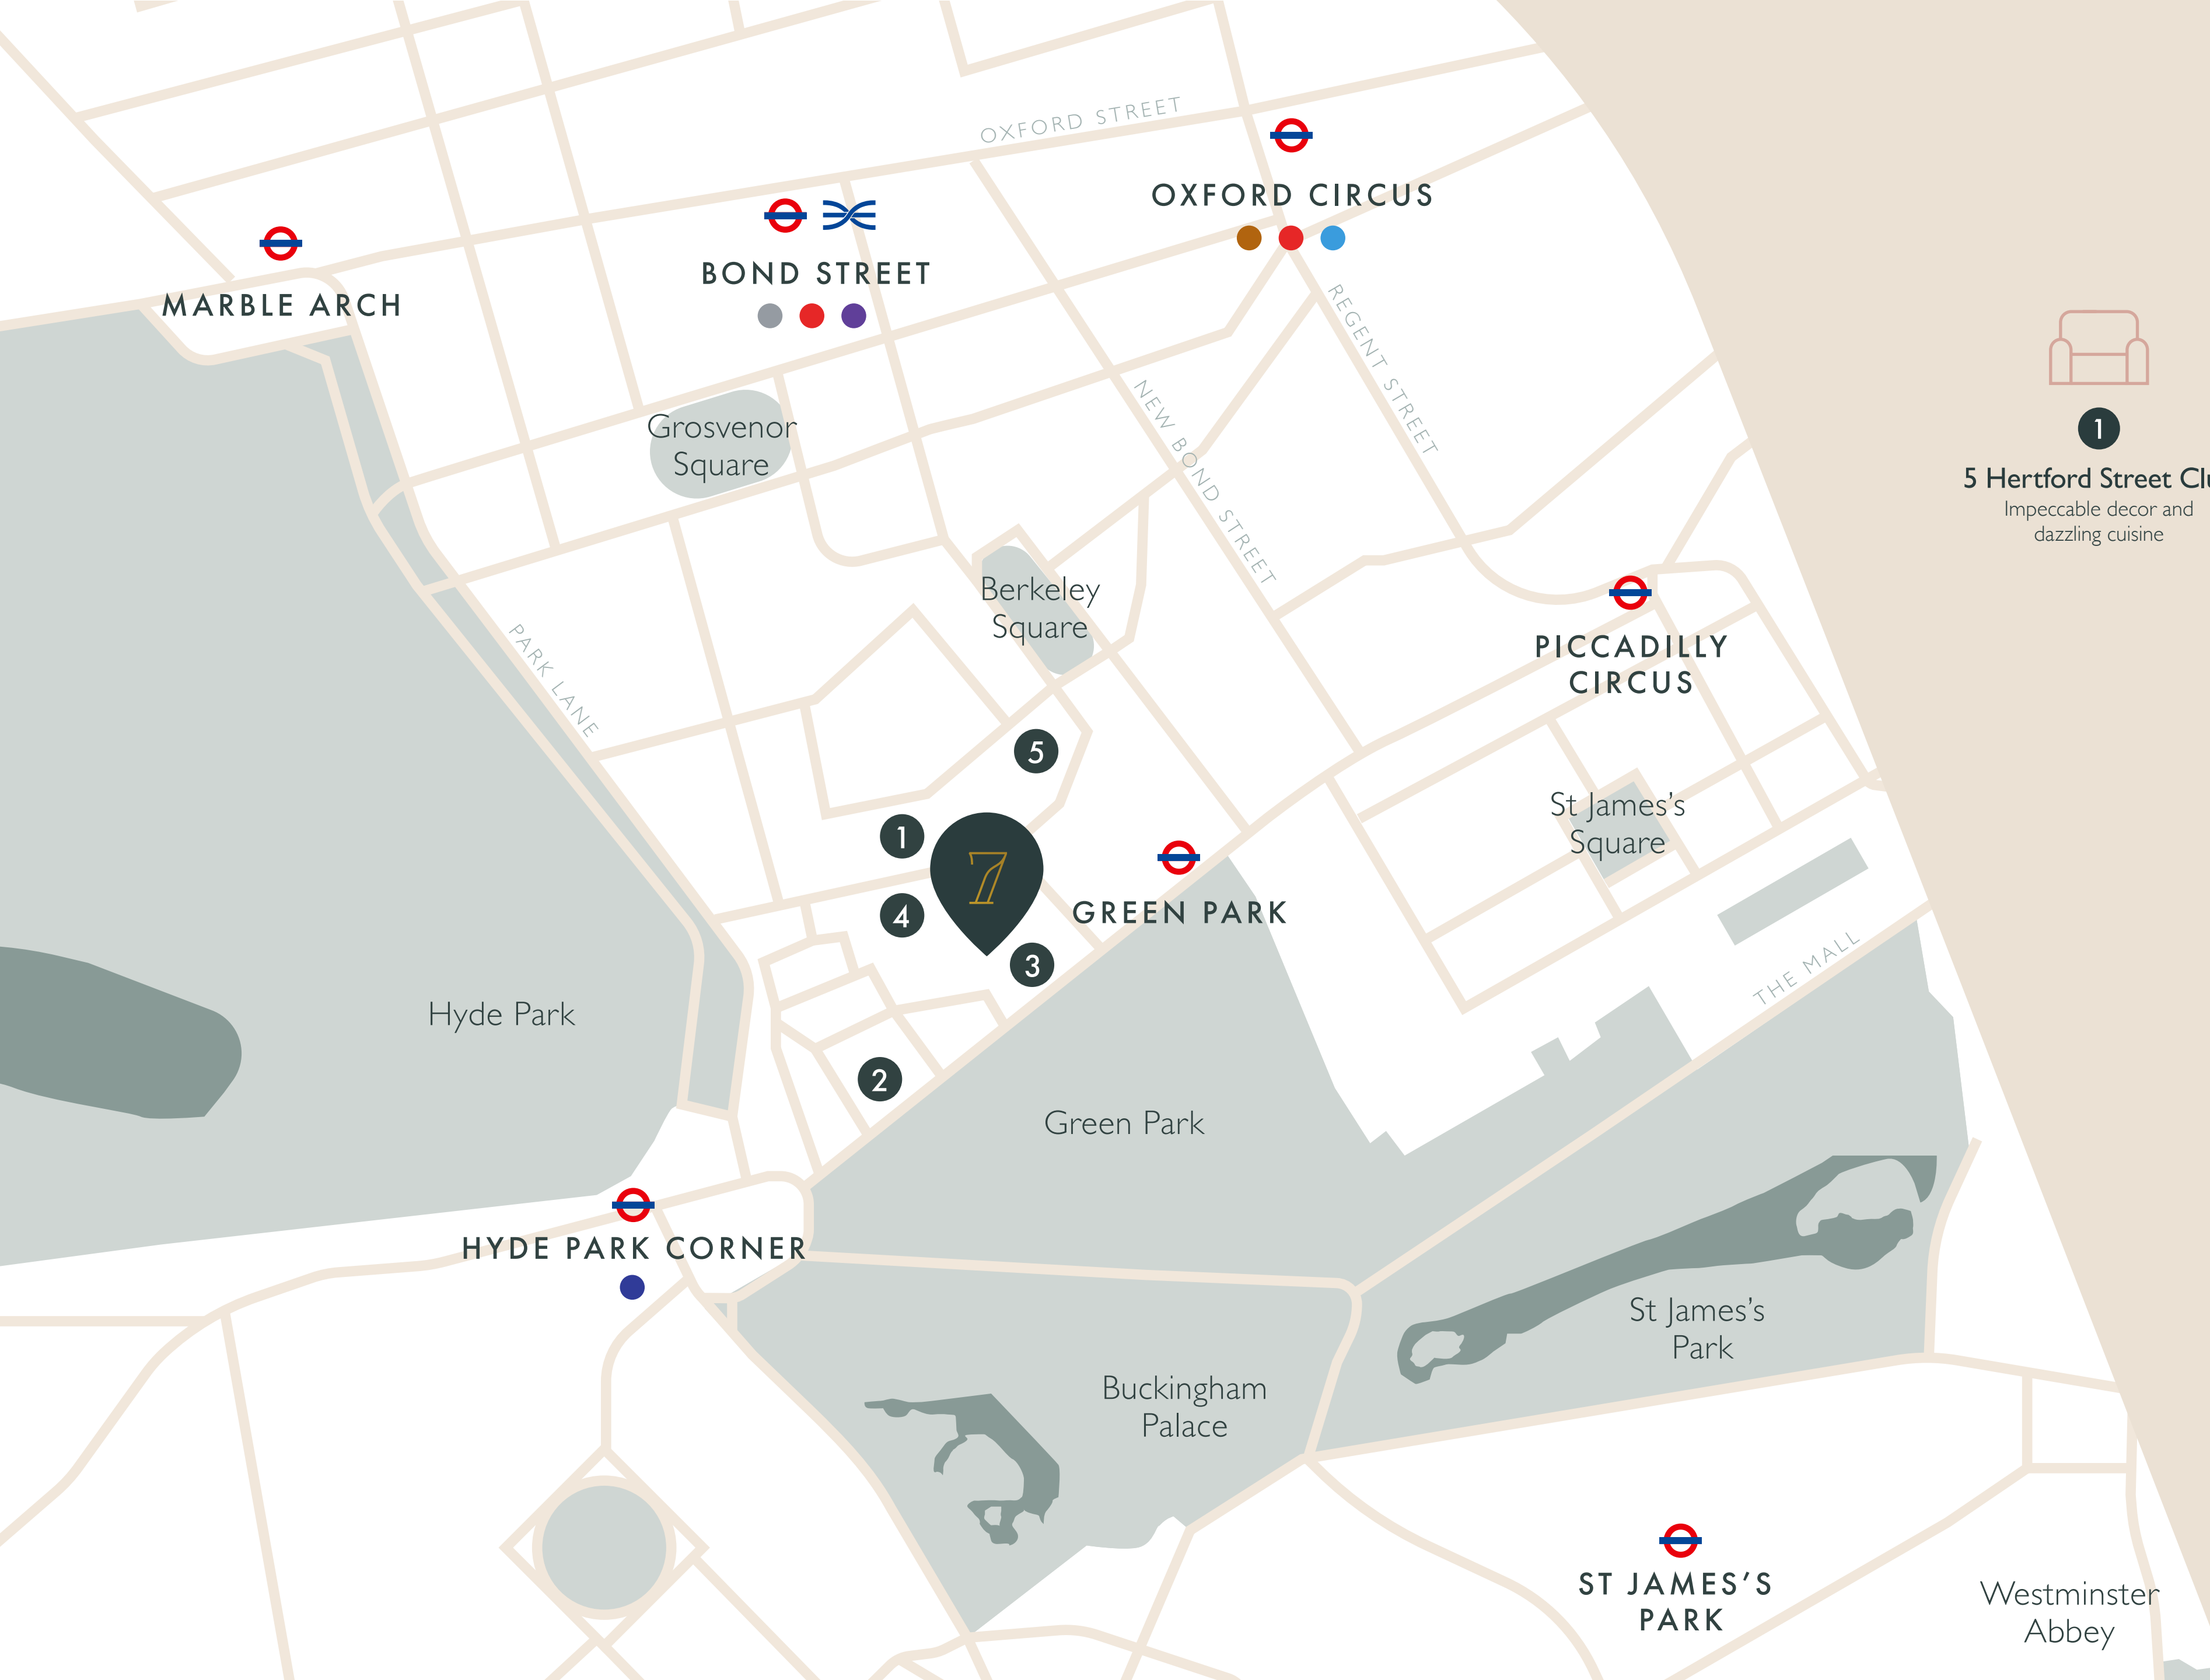 OXFORD STREET
OXFORD CIRCUS
BOND STREET
MARBLE ARCH
REGENT STREET
NEW BOND STREET
Grosvenor
Square
1
5 Hertford Street Clu
Impeccable decor and
dazzling cuisine
Berkeley
Square
PICCADILLY
CIRCUS
PARK LANE
5
1
7
4
3
2
GREEN PARK
St James's
Square
THE MALL
Hyde Park
Green Park
HYDE PARK CORNER
St James's
Park
Buckingham
Palace
ST JAMES'S
PARK
Westminster
Abbey